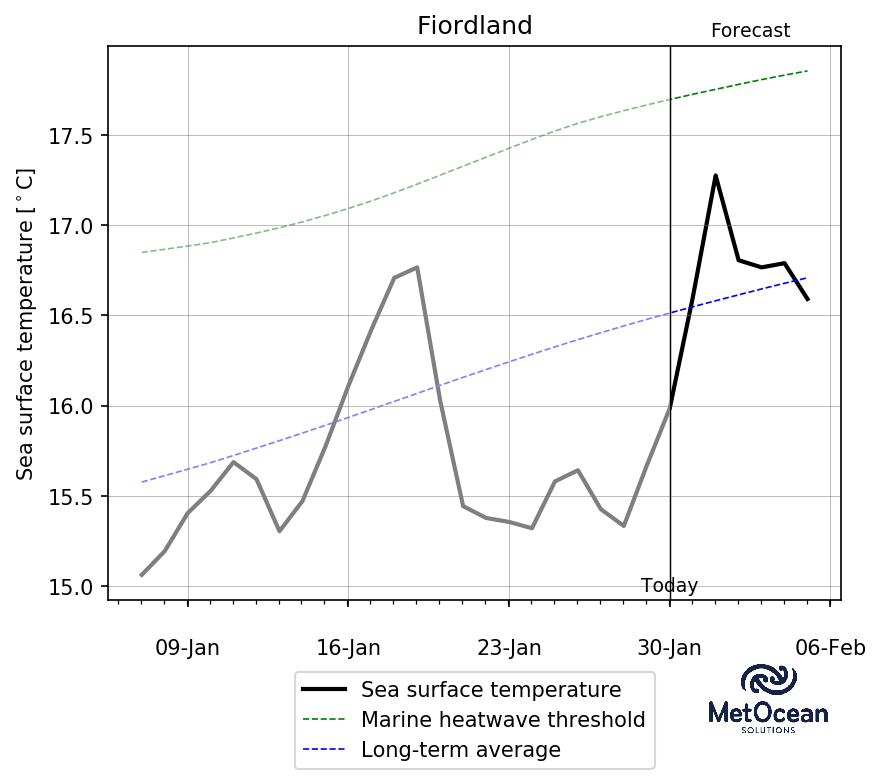 Fiordland
Forecast
Sea surface temperature [°C]
17.5
17.0
16.5
16.0
15.5
15.0
Today
09-Jan 16-Jan 23-Jan 30-Jan 06-Feb
Sea surface temperature
Marine heatwave threshold
Long-term average
MetOcean
SOLUTIONS